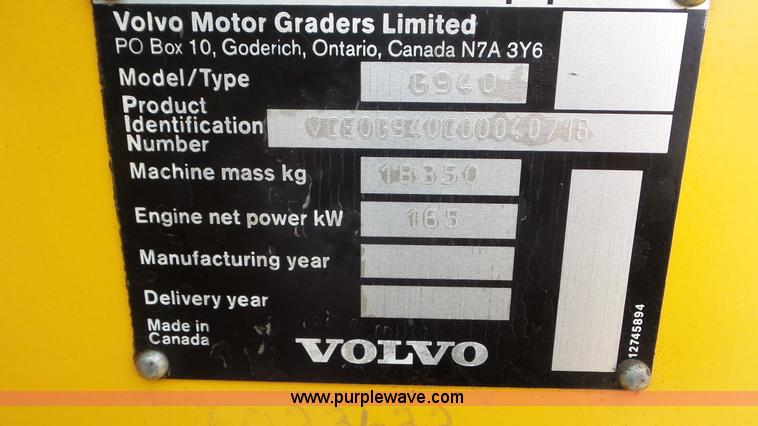 Volvo Motor Graders Limited
PO Box 10, Goderich, Ontario, Canada N7A 3Y6
Model/Type G940
Product
Identification
Number VCE0G940C00040716
Machine mass kg 18350
Engine net power kW 165
Manufacturing year
Delivery year
Made in
Canada
VOLVO
12745894
www.purplewave.com